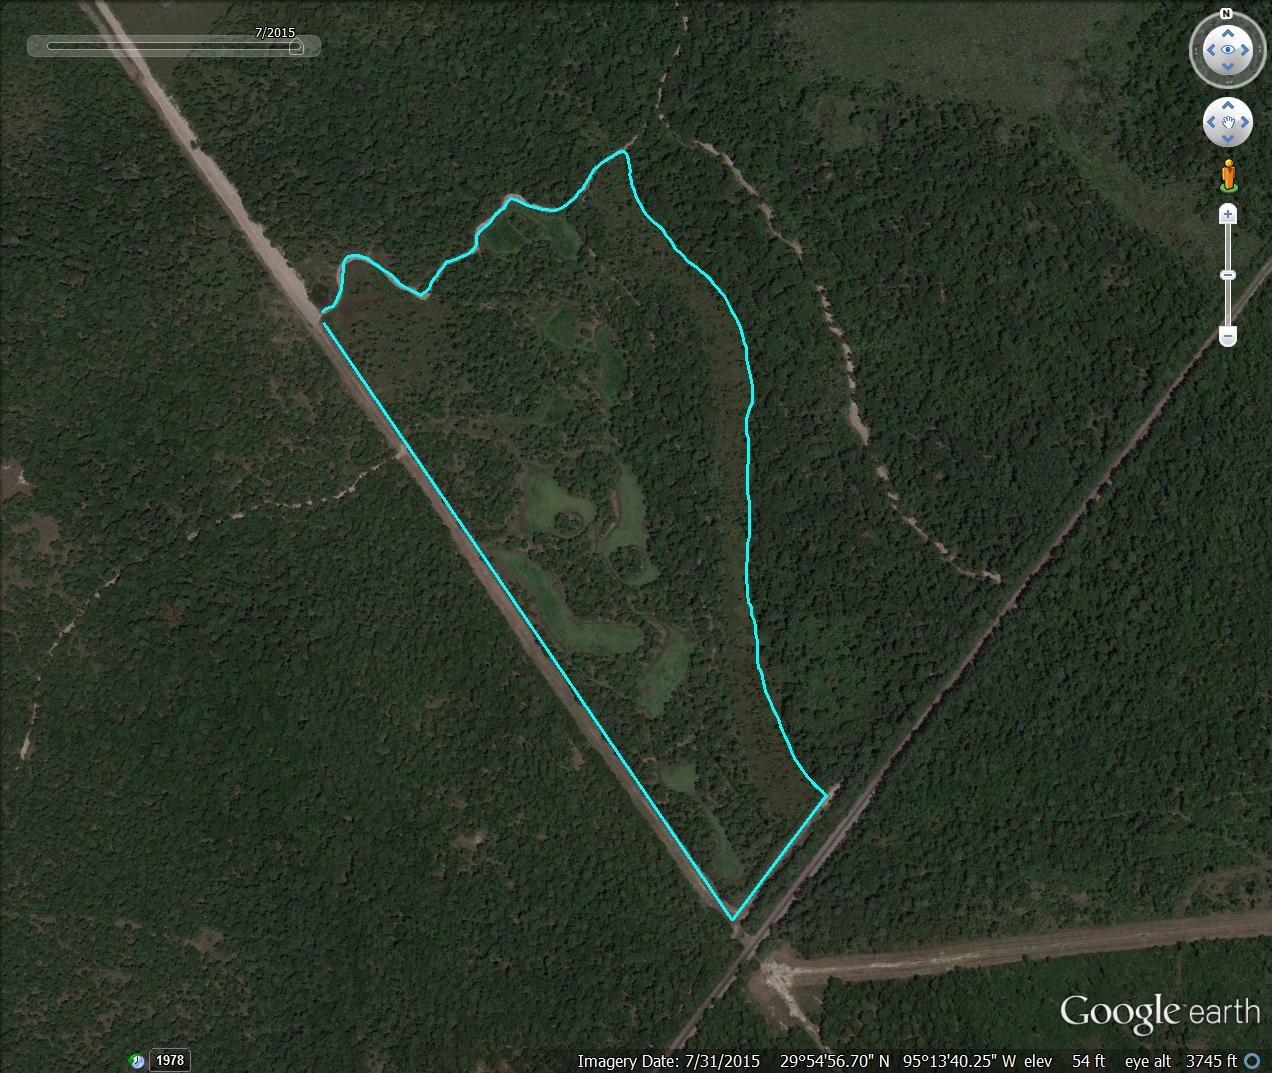 7/2015
N
Google earth
1978
Imagery Date: 7/31/2015 29°54'56.70" N 95°13'40.25" W elev 54 ft eye alt 3745 ft